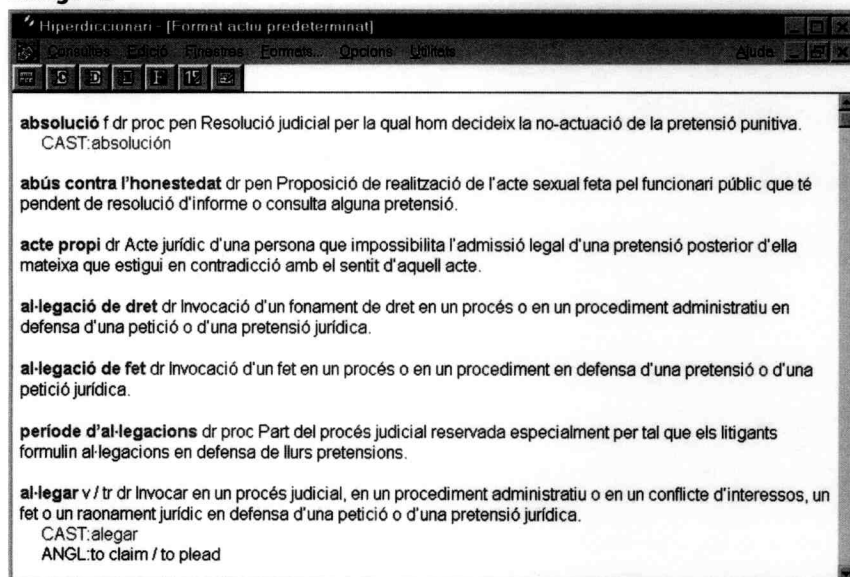 Hiperdiccionari - [Format actiu predeterminat]
Consultes Edició Finestres Formats... Opcions Utilitats Ajuda
C D F
absolució f dr proc pen Resolució judicial per la qual hom decideix la no-actuació de la pretensió punitiva.
CAST:absolución
abús contra l'honestedat dr pen Proposició de realització de l'acte sexual feta pel funcionari públic que té
pendent de resolució d'informe o consulta alguna pretensió.
acte propi dr Acte jurídic d'una persona que impossibilita l'admissió legal d'una pretensió posterior d'ella
mateixa que estigui en contradicció amb el sentit d'aquell acte.
al·legació de dret dr Invocació d'un fonament de dret en un procés o en un procediment administratiu en
defensa d'una petició o d'una pretensió jurídica.
al·legació de fet dr Invocació d'un fet en un procés o en un procediment en defensa d'una pretensió o d'una
petició jurídica.
període d'al·legacions dr proc Part del procés judicial reservada especialment per tal que els litigants
formulin al·legacions en defensa de llurs pretensions.
al·legar v / tr dr Invocar en un procés judicial, en un procediment administratiu o en un conflicte d'interessos, un
fet o un raonament jurídic en defensa d'una petició o d'una pretensió jurídica.
CAST:alegar
ANGL:to claim / to plead